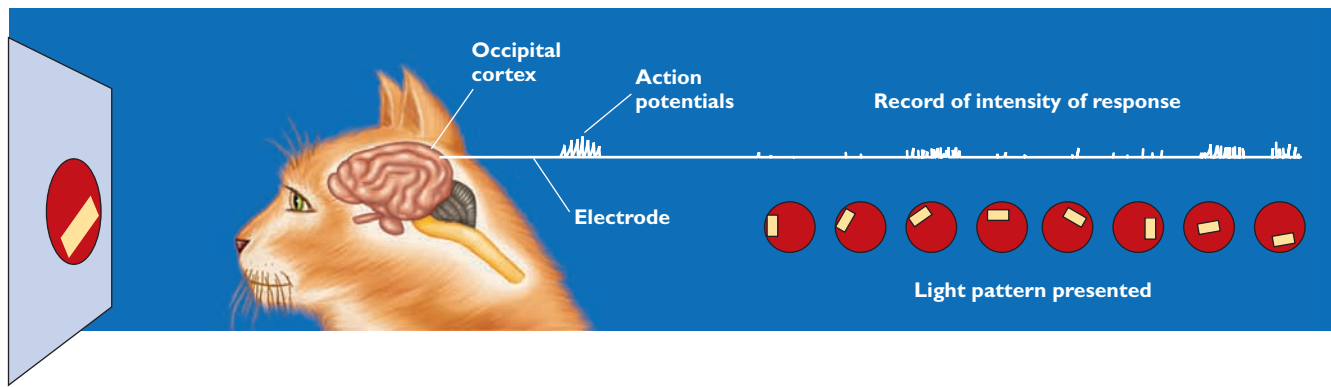 Occipital
cortex
Action
potentials
Record of intensity of response
Electrode
Light pattern presented